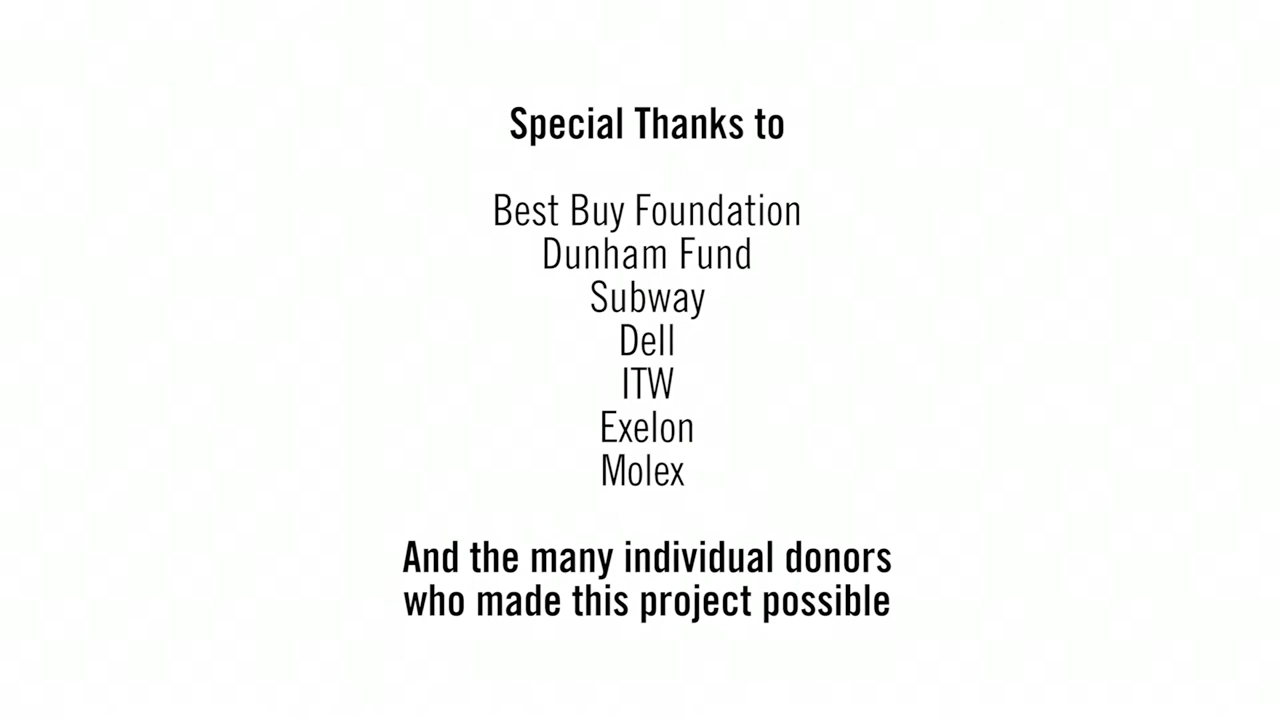 Special Thanks to
Best Buy Foundation
Dunham Fund
Subway
Dell
ITW
Exelon
Molex
And the many individual donors
who made this project possible